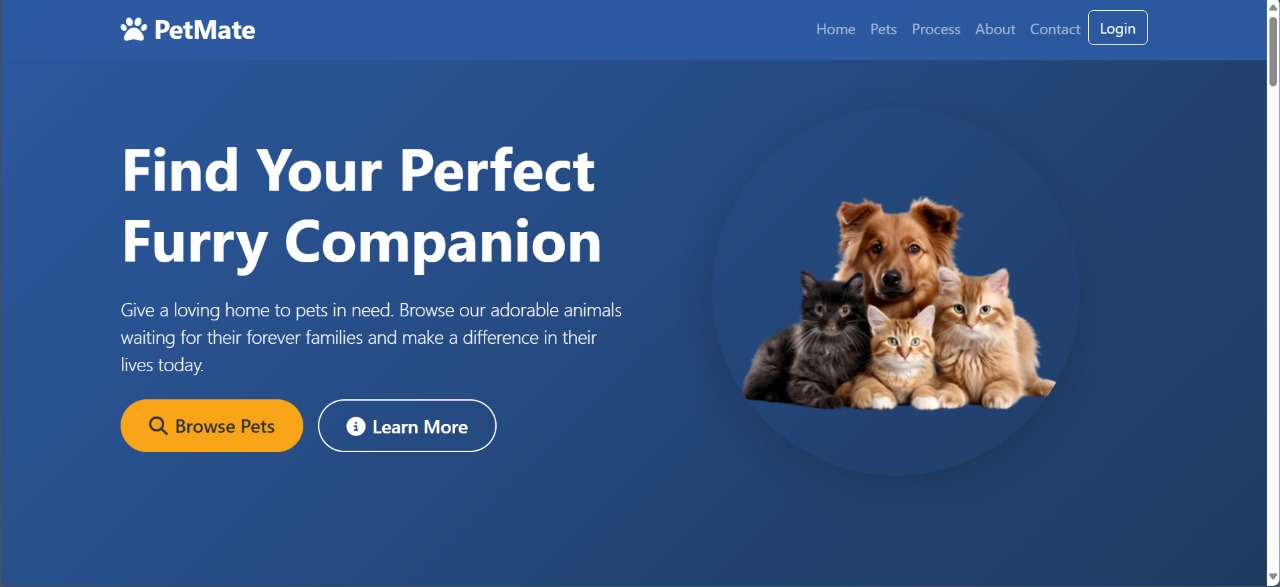 PetMate
Home Pets Process About Contact Login
Find Your Perfect
Furry Companion
Give a loving home to pets in need. Browse our adorable animals
waiting for their forever families and make a difference in their
lives today.
Browse Pets Learn More